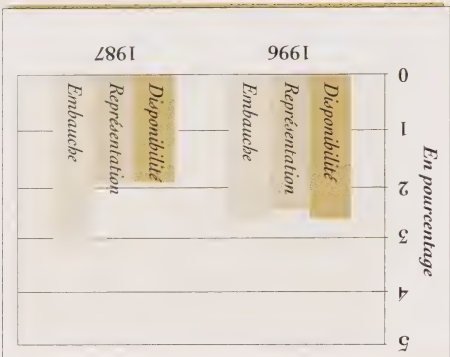 En pourcentage
5
4
3
2
1
0
Disponibilité
Représentation
Embauche
Disponibilité
Représentation
Embauche
1996
1987